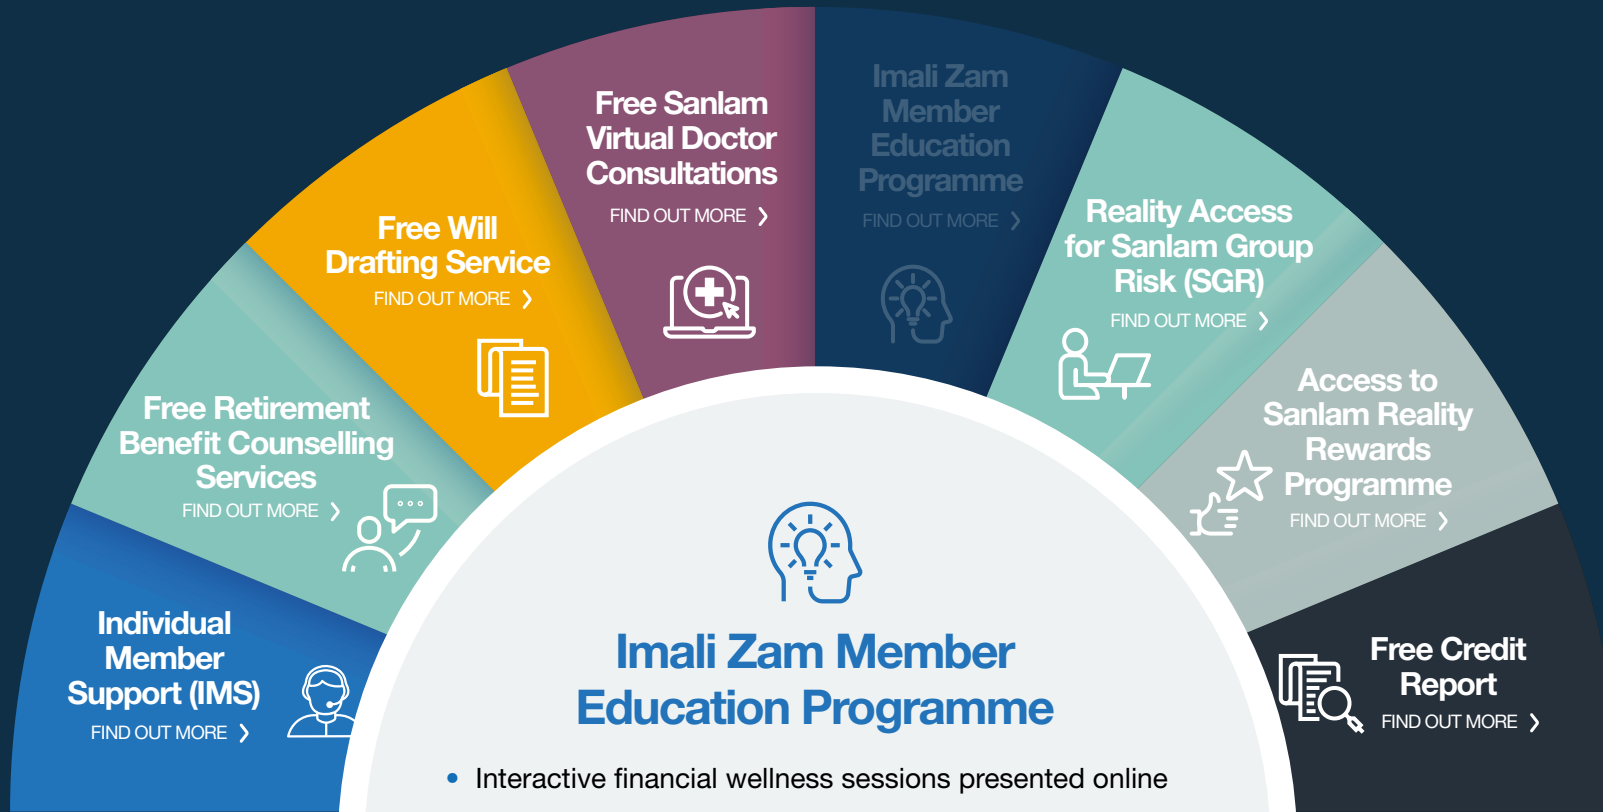 Individual
Member
Support (IMS)
FIND OUT MORE
Free Retirement
Benefit Counselling
Services
FIND OUT MORE
Free Will
Drafting Service
FIND OUT MORE
Free Sanlam
Virtual Doctor
Consultations
FIND OUT MORE
Imali Zam
Member
Education
Programme
FIND OUT MORE
Reality Access
for Sanlam Group
Risk (SGR)
FIND OUT MORE
Access to
Sanlam Reality
Rewards
Programme
FIND OUT MORE
Free Credit
Report
FIND OUT MORE
Imali Zam Member
Education Programme
• Interactive financial wellness sessions presented online